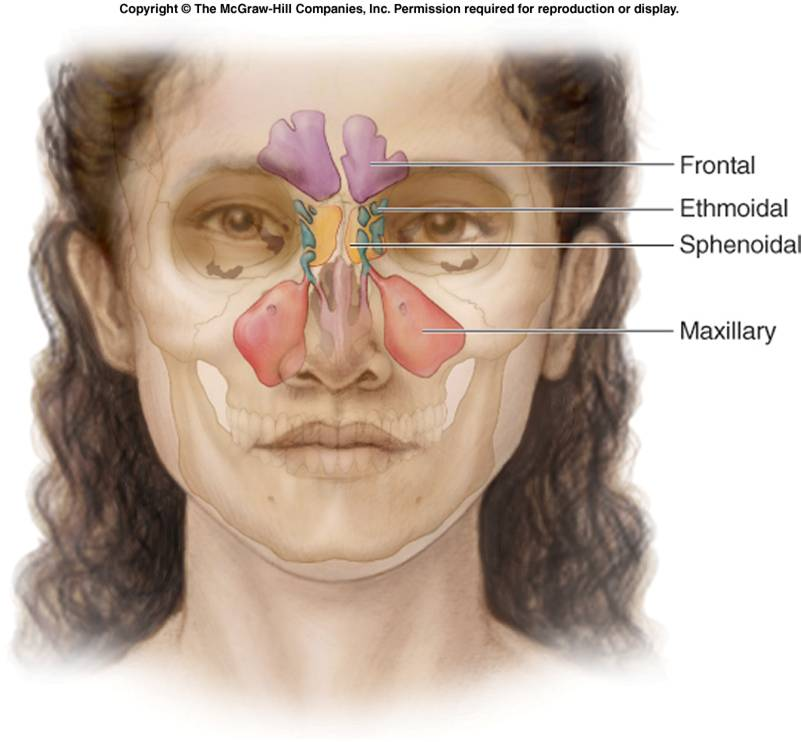 Copyright © The McGraw-Hill Companies, Inc. Permission required for reproduction or display.
Frontal
Ethmoidal
Sphenoidal
Maxillary